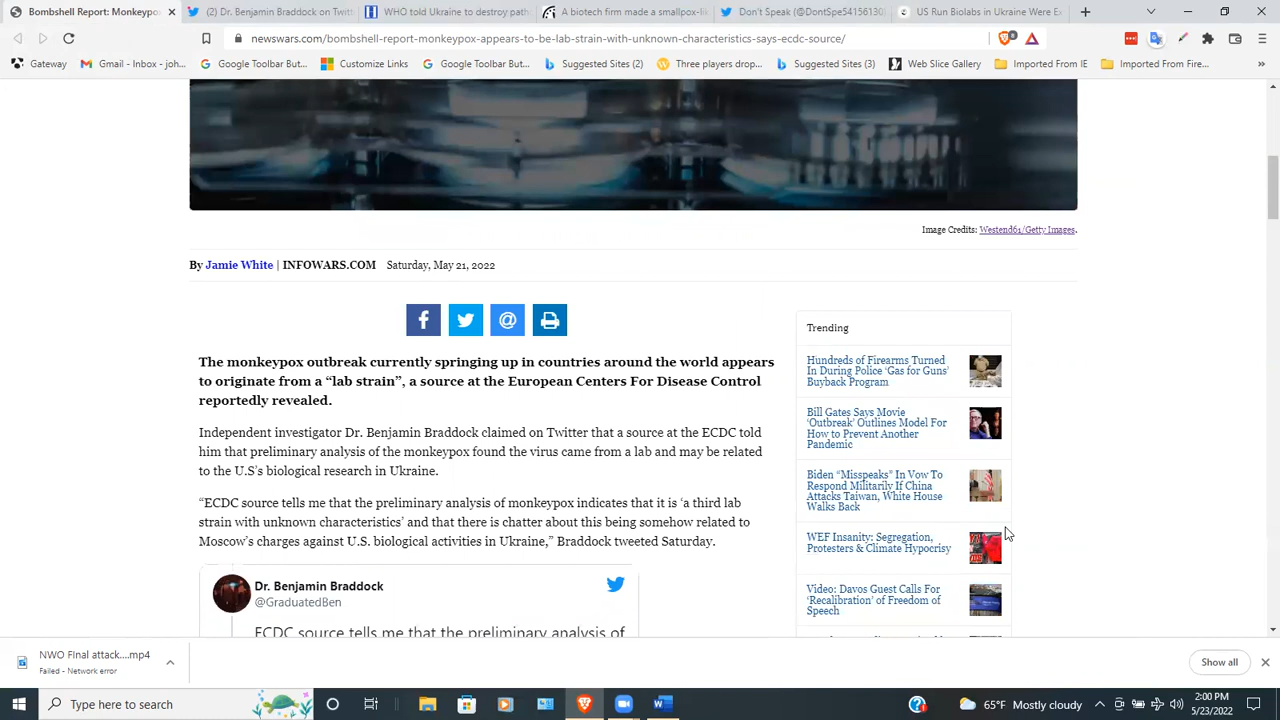 Bombshell Report: Monkeypox
(2) Dr. Benjamin Braddock on Twit
WHO told Ukraine to destroy path
A biotech firm made a smallpox-lik
Don't Speak (@DontSpe54156130)
US Run Biolabs in Ukraine Were Ex
newswars.com/bombshell-report-monkeypox-appears-to-be-lab-strain-with-unknown-characteristics-says-ecdc-source/
8
Gateway
Gmail - Inbox - joh...
Google Toolbar But...
Customize Links
Google Toolbar But...
Suggested Sites (2)
Three players drop...
Suggested Sites (3)
Web Slice Gallery
Imported From IE
Imported From Fire...
»
Image Credits: Westend61/Getty Images.
By Jamie White | INFOWARS.COM Saturday, May 21, 2022
The monkeypox outbreak currently springing up in countries around the world appears
to originate from a “lab strain”, a source at the European Centers For Disease Control
reportedly revealed.
Independent investigator Dr. Benjamin Braddock claimed on Twitter that a source at the ECDC told
him that preliminary analysis of the monkeypox found the virus came from a lab and may be related
to the U.S's biological research in Ukraine.
“ECDC source tells me that the preliminary analysis of monkeypox indicates that it is ‘a third lab
strain with unknown characteristics’ and that there is chatter about this being somehow related to
Moscow's charges against U.S. biological activities in Ukraine,” Braddock tweeted Saturday.
Dr. Benjamin Braddock
@GraduatedBen
ECDC source tells me that the preliminary analysis of
Trending
Hundreds of Firearms Turned
In During Police ‘Gas for Guns’
Buyback Program
Bill Gates Says Movie
‘Outbreak’ Outlines Model For
How to Prevent Another
Pandemic
Biden “Misspeaks” In Vow To
Respond Militarily If China
Attacks Taiwan, White House
Walks Back
WEF Insanity: Segregation,
Protesters & Climate Hypocrisy
Video: Davos Guest Calls For
‘Recalibration’ of Freedom of
Speech
NWO FInal attack....mp4
Failed - Network error
Show all
Type here to search
65°F Mostly cloudy
2:00 PM
5/23/2022